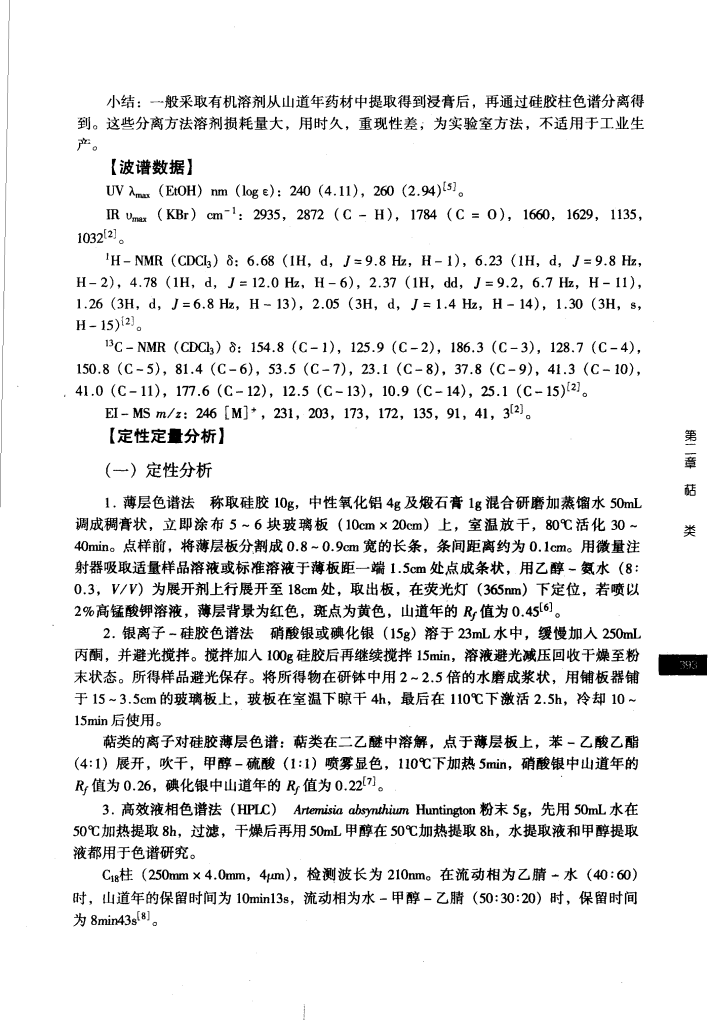 小结：一般采取有机溶剂从山道年药材中提取得到浸膏后，再通过硅胶柱色谱分离得
到。这些分离方法溶剂损耗量大，用时久，重现性差，为实验室方法，不适用于工业生
产。
【波谱数据】
UV λmax（EtOH）nm（log ε）：240（4.11），260（2.94）[5]。
IR υmax（KBr）cm⁻¹：2935，2872（C－H），1784（C＝O），1660，1629，1135，
1032[2]。
¹H－NMR（CDCl₃）δ：6.68（1H，d，J＝9.8 Hz，H－1），6.23（1H，d，J＝9.8 Hz，
H－2），4.78（1H，d，J＝12.0 Hz，H－6），2.37（1H，dd，J＝9.2，6.7 Hz，H－11），
1.26（3H，d，J＝6.8 Hz，H－13），2.05（3H，d，J＝1.4 Hz，H－14），1.30（3H，s，
H－15）[2]。
¹³C－NMR（CDCl₃）δ：154.8（C－1），125.9（C－2），186.3（C－3），128.7（C－4），
150.8（C－5），81.4（C－6），53.5（C－7），23.1（C－8），37.8（C－9），41.3（C－10），
41.0（C－11），177.6（C－12），12.5（C－13），10.9（C－14），25.1（C－15）[2]。
EI－MS m/z：246［M］⁺，231，203，173，172，135，91，41，3[2]。
【定性定量分析】
（一）定性分析
1. 薄层色谱法 称取硅胶 10g，中性氧化铝 4g 及煅石膏 1g 混合研磨加蒸馏水 50mL
调成稠膏状，立即涂布 5～6 块玻璃板（10cm×20cm）上，室温放干，80℃活化 30～
40min。点样前，将薄层板分割成 0.8～0.9cm 宽的长条，条间距离约为 0.1cm。用微量注
射器吸取适量样品溶液或标准溶液于薄板距一端 1.5cm 处点成条状，用乙醇－氨水（8∶
0.3，V/V）为展开剂上行展开至 18cm 处，取出板，在荧光灯（365nm）下定位，若喷以
2%高锰酸钾溶液，薄层背景为红色，斑点为黄色，山道年的 Rf 值为 0.45[6]。
2. 银离子－硅胶色谱法 硝酸银或碘化银（15g）溶于 23mL 水中，缓慢加入 250mL
丙酮，并避光搅拌。搅拌加入 100g 硅胶后再继续搅拌 15min，溶液避光减压回收干燥至粉
末状态。所得样品避光保存。将所得物在研钵中用 2～2.5 倍的水磨成浆状，用铺板器铺
于 15～3.5cm 的玻璃板上，玻板在室温下晾干 4h，最后在 110℃下激活 2.5h，冷却 10～
15min 后使用。
萜类的离子对硅胶薄层色谱：萜类在二乙醚中溶解，点于薄层板上，苯－乙酸乙酯
（4∶1）展开，吹干，甲醇－硫酸（1∶1）喷雾显色，110℃下加热 5min，硝酸银中山道年的
Rf 值为 0.26，碘化银中山道年的 Rf 值为 0.22[7]。
3. 高效液相色谱法（HPLC） Artemisia absynthium Huntington 粉末 5g，先用 50mL 水在
50℃加热提取 8h，过滤，干燥后再用 50mL 甲醇在 50℃加热提取 8h，水提取液和甲醇提取
液都用于色谱研究。
C₁₈柱（250mm×4.0mm，4μm），检测波长为 210nm。在流动相为乙腈－水（40∶60）
时，山道年的保留时间为 10min13s，流动相为水－甲醇－乙腈（50∶30∶20）时，保留时间
为 8min43s[8]。
第二章 萜类
393